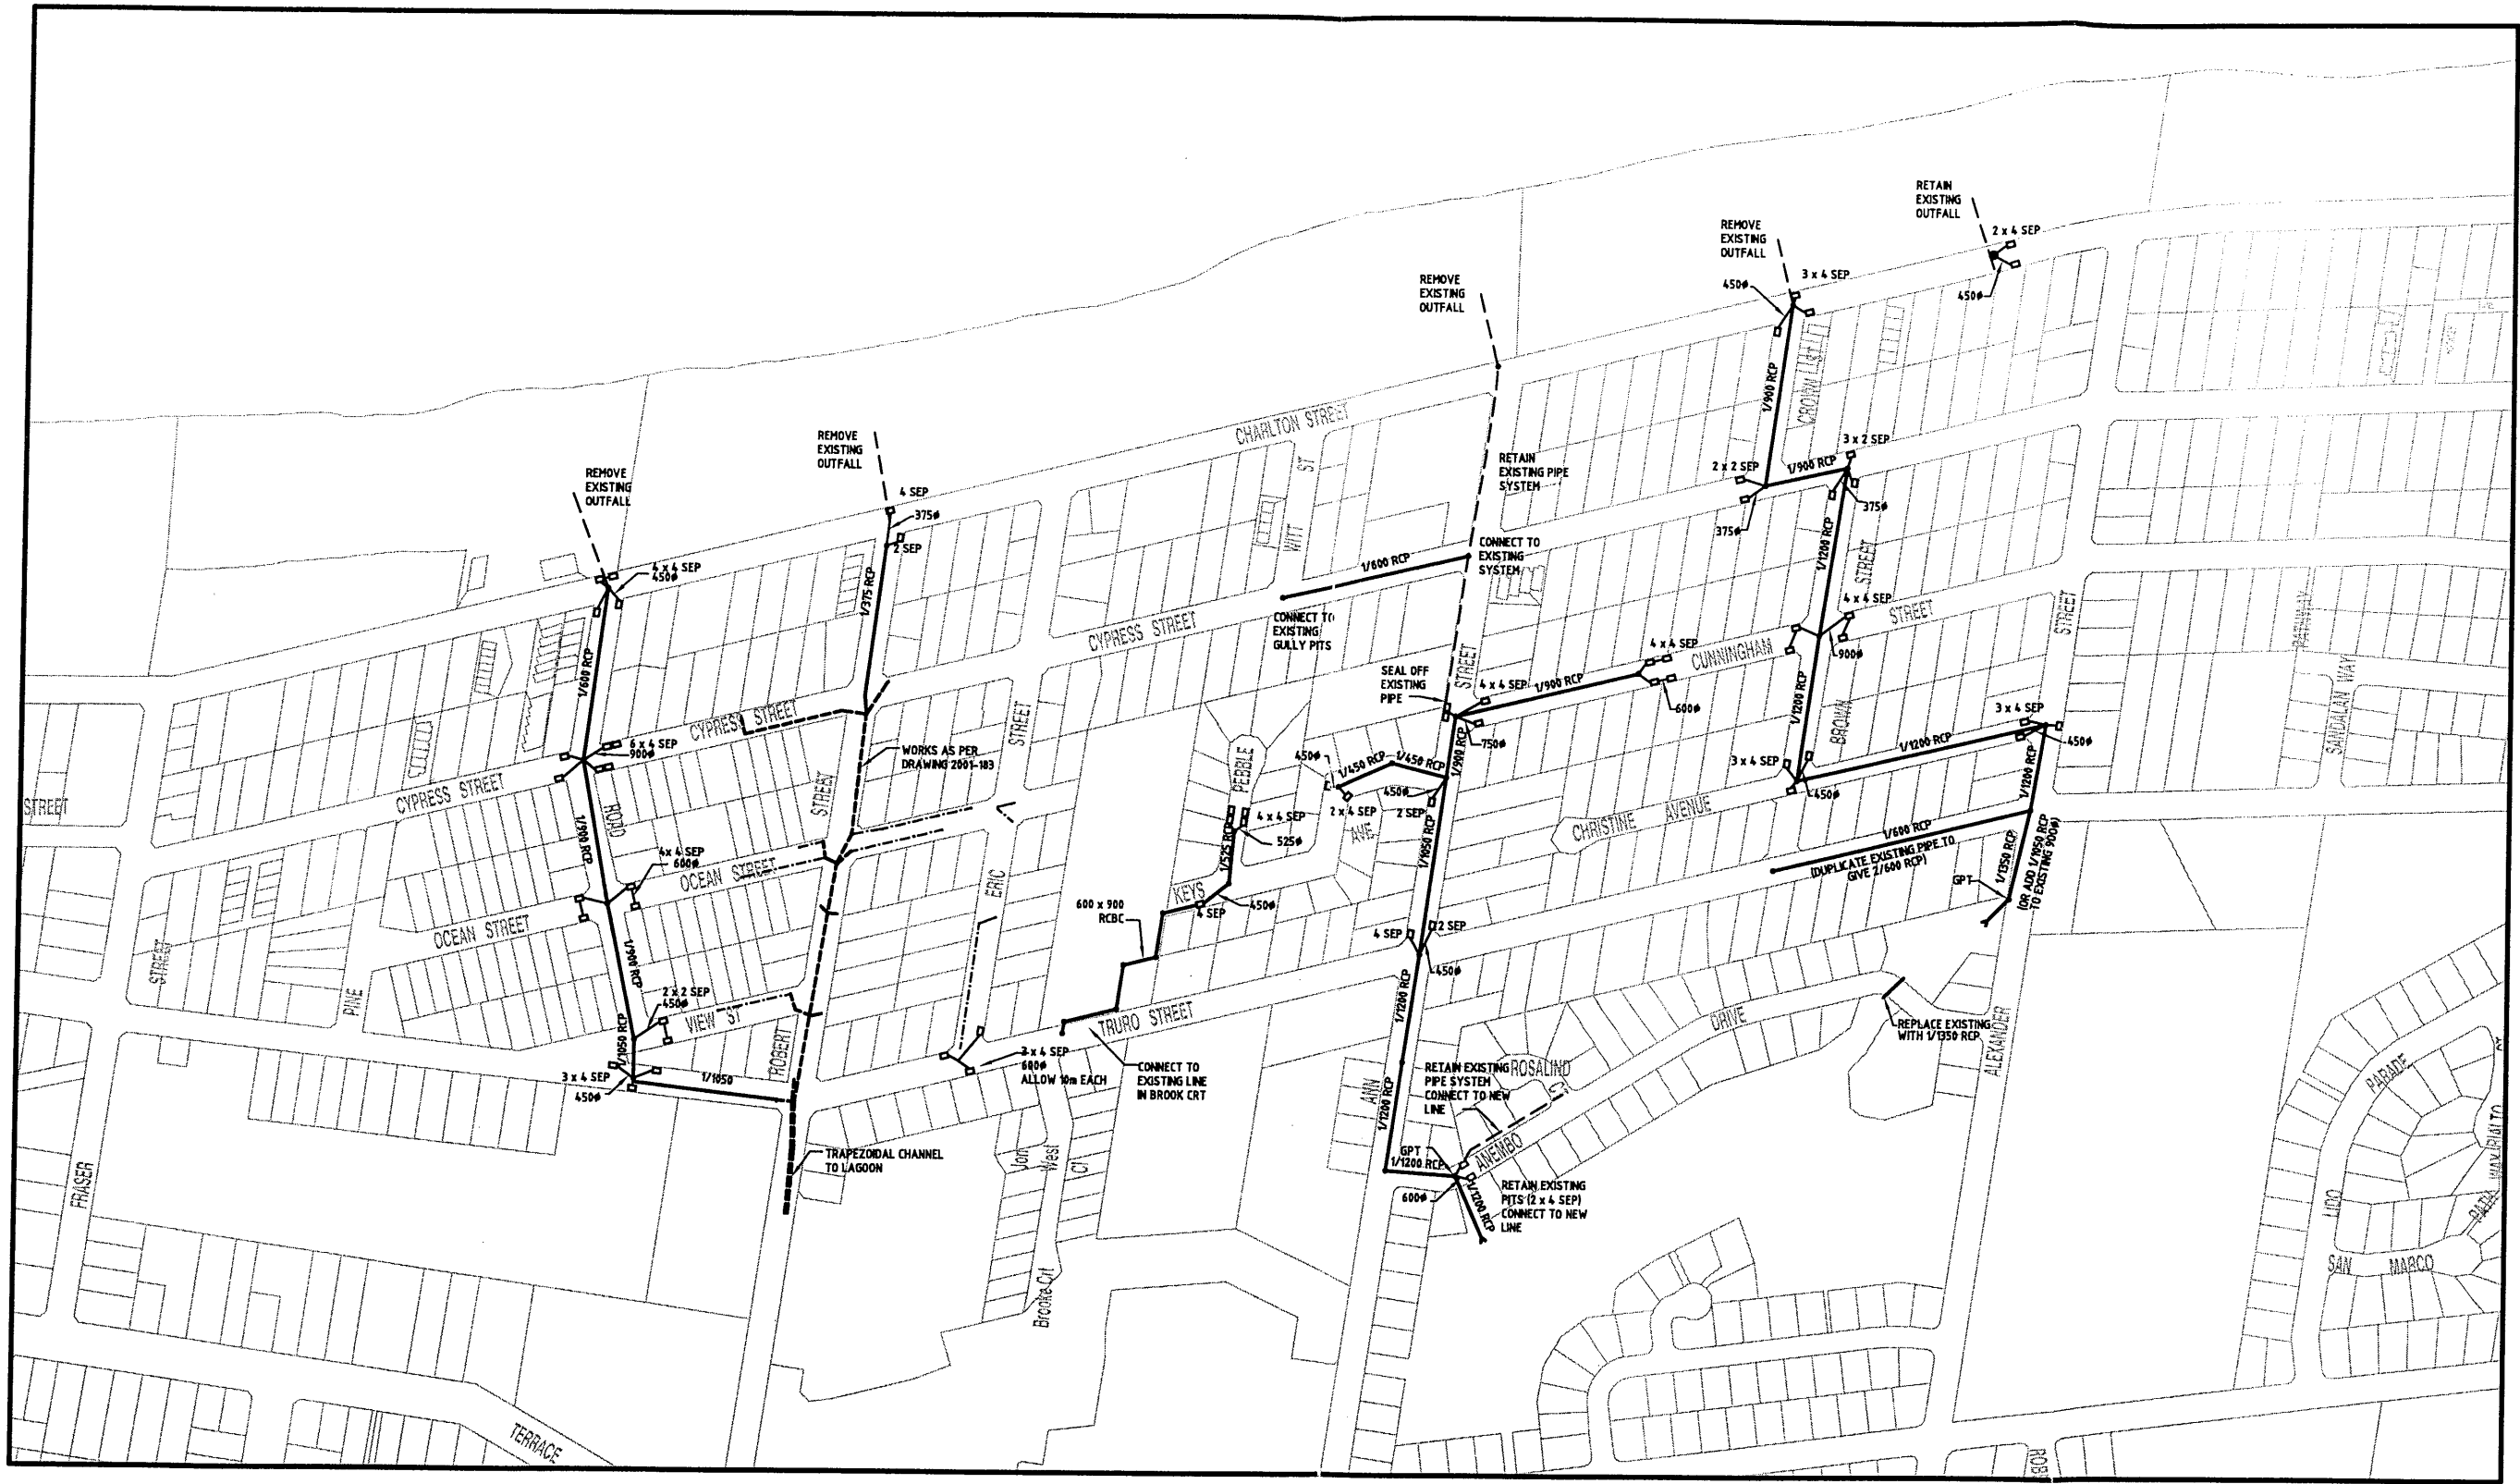 RETAIN
EXISTING
OUTFALL
2 x 4 SEP
450ø
REMOVE
EXISTING
OUTFALL
3 x 4 SEP
450ø
1/900 RCP
REMOVE
EXISTING
OUTFALL
CHARLTON STREET
RETAIN
EXISTING PIPE
SYSTEM
3 x 2 SEP
2 x 2 SEP
1/900 RCP
375ø
375ø
1/1200 RCP
STREET
REMOVE
EXISTING
OUTFALL
4 SEP
375ø
2 SEP
1/375 RCP
REMOVE
EXISTING
OUTFALL
4 x 4 SEP
450ø
1/600 RCP
WITT
ST
1/600 RCP
CONNECT TO
EXISTING
SYSTEM
CONNECT TO
EXISTING
GULLY PITS
CYPRESS STREET
4 x 4 SEP
STREET
900ø
4 x 4 SEP
CUNNINGHAM
SEAL OFF
EXISTING
PIPE
STREET
4 x 4 SEP
1/900 RCP
600ø
750ø
1/900 RCP
1/1200 RCP
BROWN
PATHWAY
SANDALAN WAY
STREET
CYPRESS STREET
6 x 4 SEP
900ø
WORKS AS PER
DRAWING 2001-183
STREET
STREET
CYPRESS STREET
STREET
ROAD
1/900 RCP
PEBBLE
450ø
1/450 RCP
1/450 RCP
450ø
2 x 4 SEP
2 SEP
AVE
4 x 4 SEP
525ø
1/525 RCP
3 x 4 SEP
1/1200 RCP
3 x 4 SEP
450ø
450ø
1/1200 RCP
CHRISTINE AVENUE
1/600 RCP
(DUPLICATE EXISTING PIPE TO
GIVE 2/600 RCP)
1/1350 RCP
(OR ADD 1/1050 RCP
TO EXISTING 900ø)
GPT
1/1050 RCP
4 x 4 SEP
600ø
OCEAN STREET
OCEAN STREET
ERIC
KEYS
4 SEP
450ø
600 x 900
RCBC
4 SEP
2 SEP
450ø
STREET
PINE
1/900 RCP
2 x 2 SEP
450ø
VIEW ST
ROBERT
1/1050 RCP
3 x 4 SEP
450ø
1/1050
TRURO STREET
3 x 4 SEP
600ø
ALLOW 10m EACH
CONNECT TO
EXISTING LINE
IN BROOK CRT
1/1200 RCP
ANN
1/1200 RCP
RETAIN EXISTING
PIPE SYSTEM
CONNECT TO NEW
LINE
ROSALIND
CT
DRIVE
REPLACE EXISTING
WITH 1/1350 RCP
ALEXANDER
PARADE
TRAPEZOIDAL CHANNEL
TO LAGOON
Jon
West
Cl
GPT
1/1200 RCP
ANEMBO
600ø
1/1200 RCP
RETAIN EXISTING
PITS (2 x 4 SEP)
CONNECT TO NEW
LINE
FRASER
Brooke Crt
LIDO
SAN MARCO
TERRACE